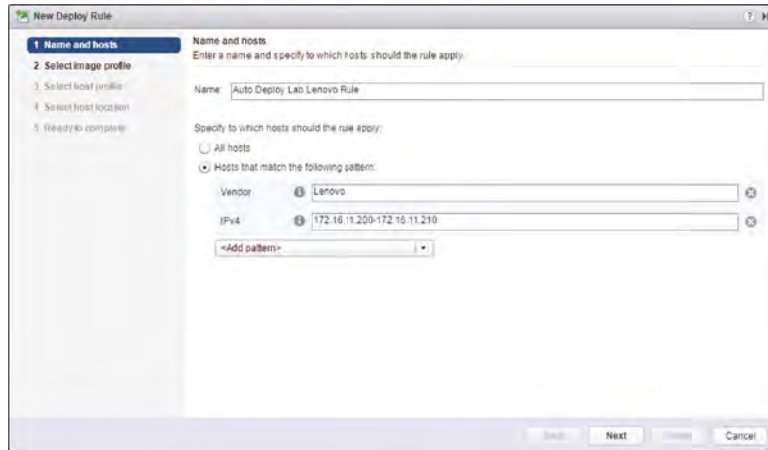 New Deploy Rule
1 Name and hosts
2 Select image profile
3 Select host profile
4 Select host location
5 Ready to complete
Name and hosts
Enter a name and specify to which hosts should the rule apply.
Name: Auto Deploy Lab Lenovo Rule
Specify to which hosts should the rule apply:
All hosts
Hosts that match the following pattern:
Vendor Lenovo
IPv4 172.16.11.200-172.16.11.210
<Add pattern>
Back Next Finish Cancel